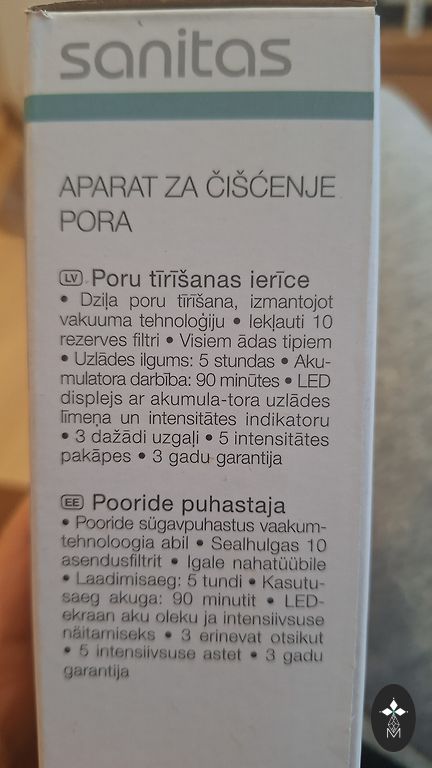 sanitas
APARAT ZA ČIŠĆENJE
PORA
LV Poru tīrīšanas ierīce
• Dziļa poru tīrīšana, izmantojot
vakuuma tehnoloģiju • Iekļauti 10
rezerves filtri • Visiem ādas tipiem
• Uzlādes ilgums: 5 stundas • Aku-
mulatora darbība: 90 minūtes • LED
displejs ar akumula-tora uzlādes
līmeņa un intensitātes indikatoru
• 3 dažādi uzgaļi • 5 intensitātes
pakāpes • 3 gadu garantija
EE Pooride puhastaja
• Pooride sügavpuhastus vaakum-
tehnoloogia abil • Sealhulgas 10
asendusfiltrit • Igale nahatüübile
• Laadimisaeg: 5 tundi • Kasutu-
saeg akuga: 90 minutit • LED-
ekraan aku oleku ja intensiivsuse
näitamiseks • 3 erinevat otsikut
• 5 intensiivsuse astet • 3 gadu
garantija
M